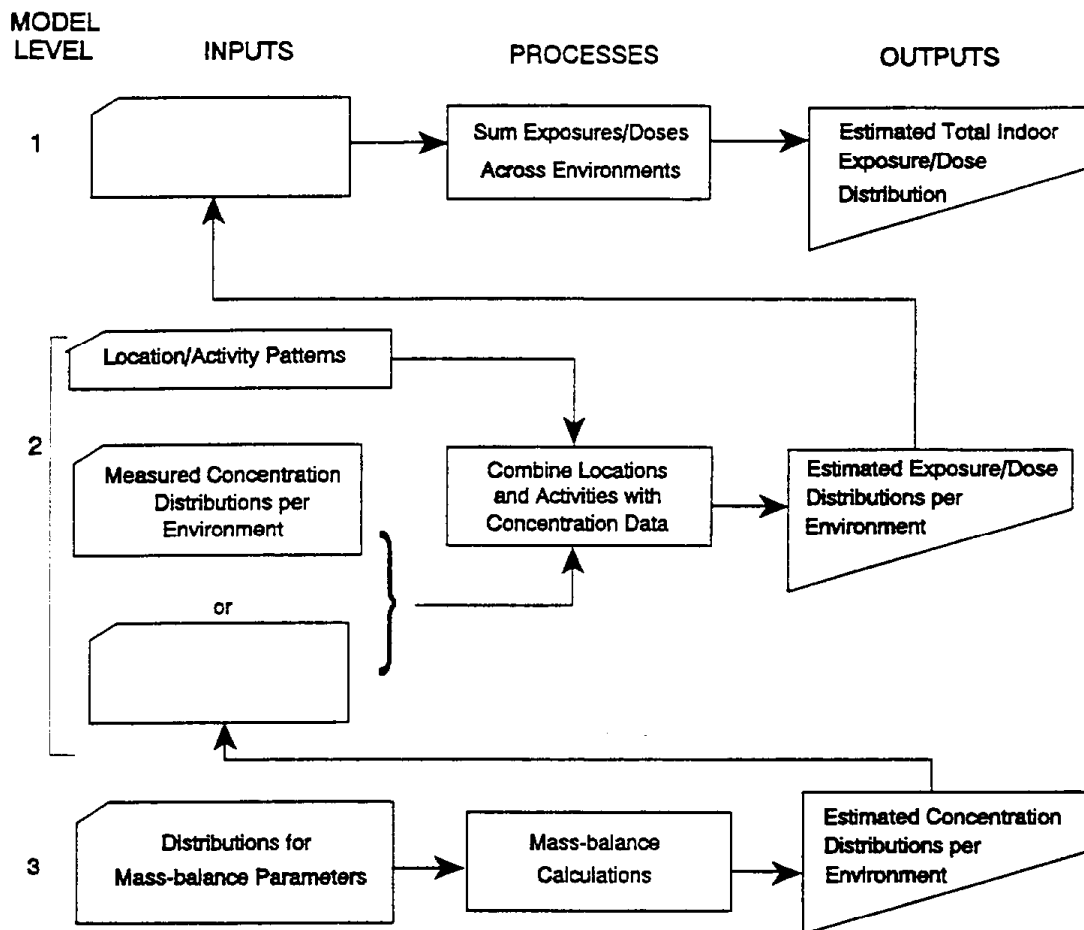 MODEL
LEVEL
INPUTS
PROCESSES
OUTPUTS
1
Sum Exposures/Doses
Across Environments
Estimated Total Indoor
Exposure/Dose
Distribution
2
Location/Activity Patterns
Measured Concentration
Distributions per
Environment
or
Combine Locations
and Activities with
Concentration Data
Estimated Exposure/Dose
Distributions per
Environment
3
Distributions for
Mass-balance Parameters
Mass-balance
Calculations
Estimated Concentration
Distributions per
Environment